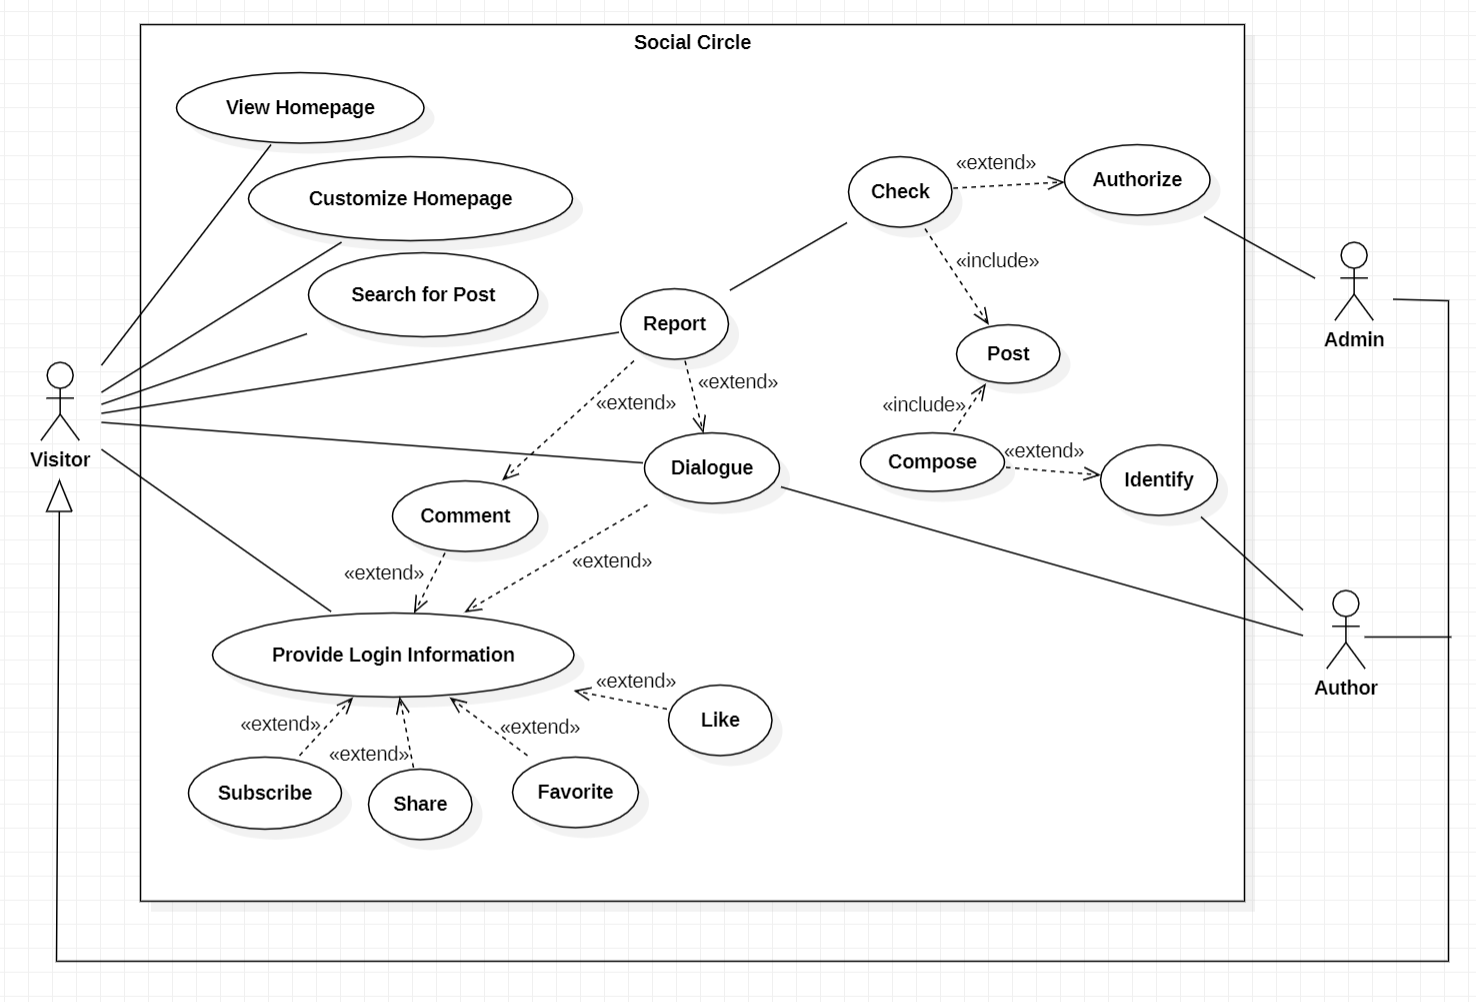 Social Circle
View Homepage
Customize Homepage
Search for Post
Report
Check
«extend»
Authorize
«include»
Post
Admin
«extend»
«extend»
Visitor
Dialogue
«include»
Compose
«extend»
Identify
Comment
«extend»
«extend»
Provide Login Information
Author
«extend»
Like
«extend»
«extend»
«extend»
Subscribe
Share
Favorite